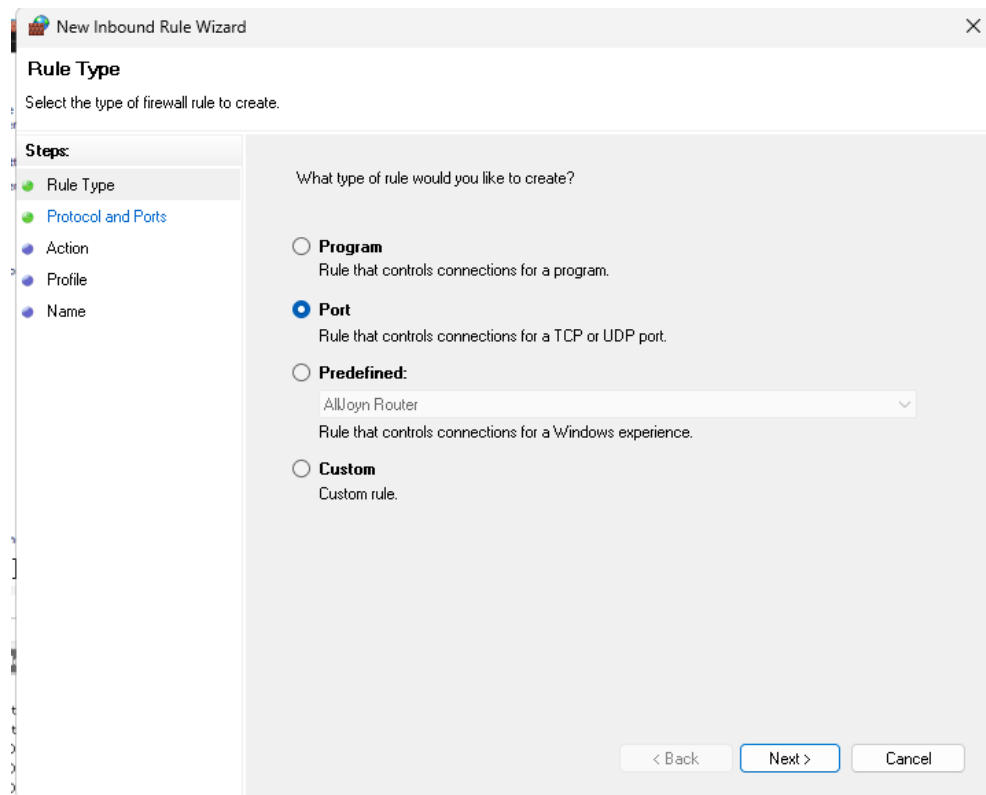 New Inbound Rule Wizard
Rule Type
Select the type of firewall rule to create.
Steps:
Rule Type
Protocol and Ports
Action
Profile
Name
What type of rule would you like to create?
Program
Rule that controls connections for a program.
Port
Rule that controls connections for a TCP or UDP port.
Predefined:
AllJoyn Router
Rule that controls connections for a Windows experience.
Custom
Custom rule.
< Back Next > Cancel